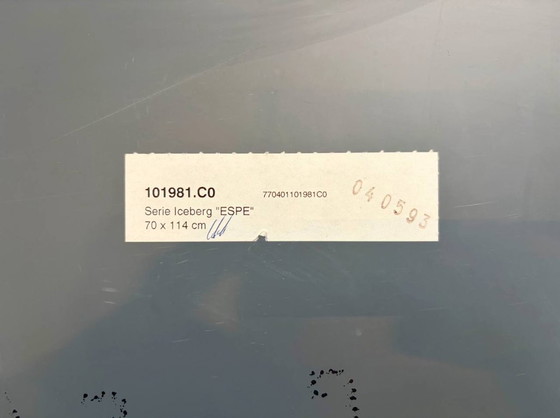 101981.C0
770401101981C0
040593
Serie Iceberg "ESPE"
70 x 114 cm